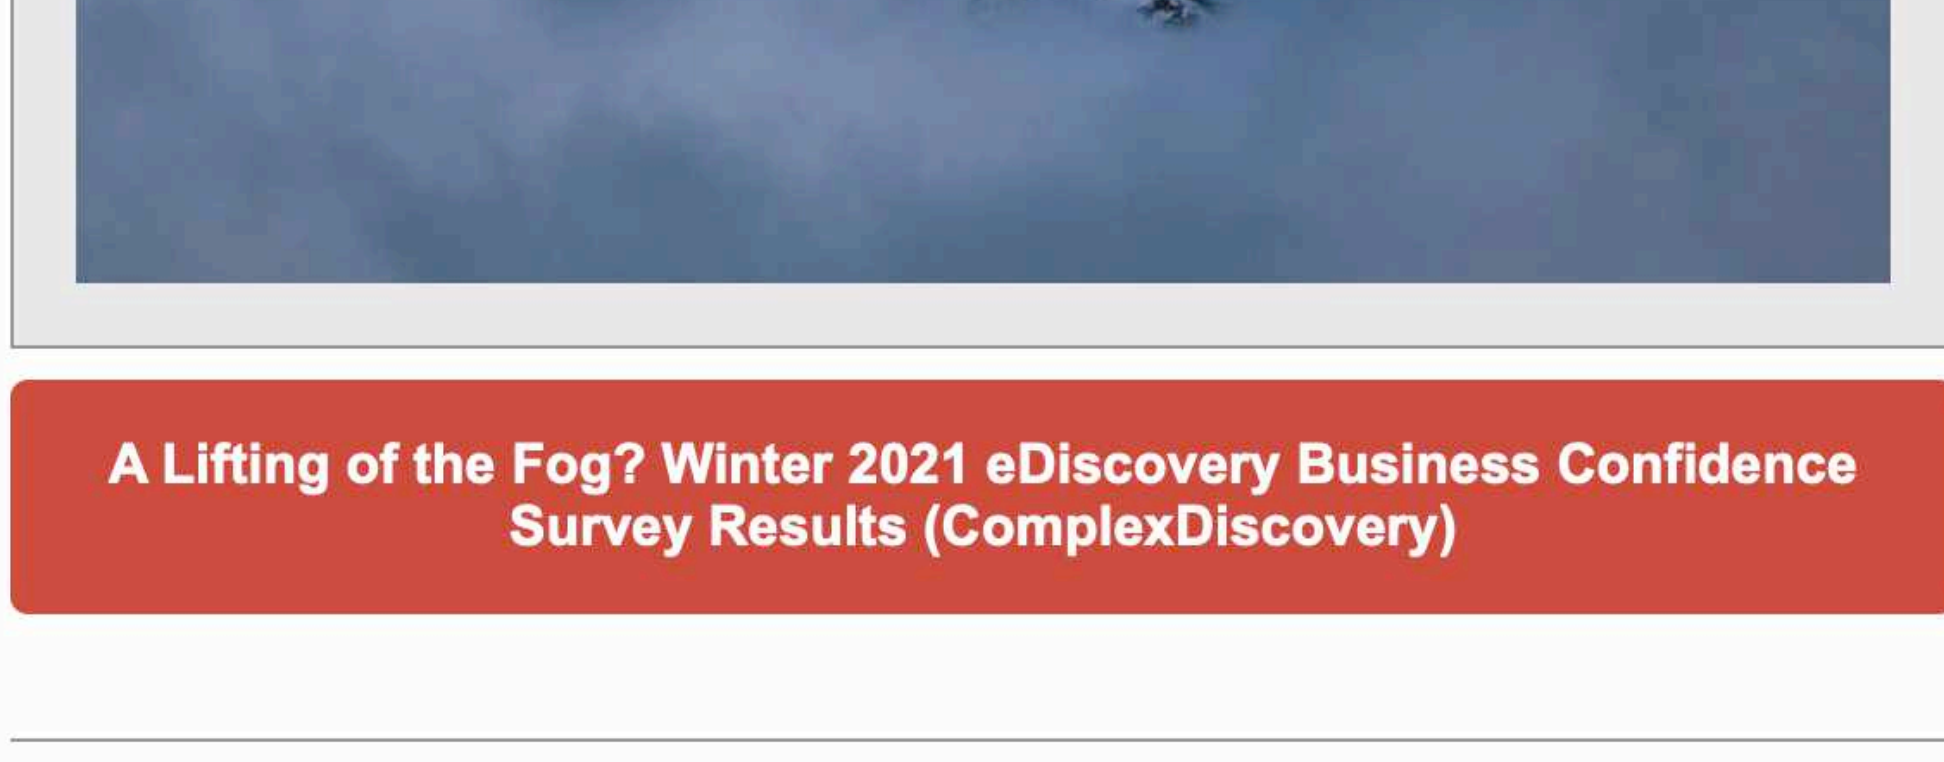 A Lifting of the Fog? Winter 2021 eDiscovery Business Confidence
Survey Results (ComplexDiscovery)